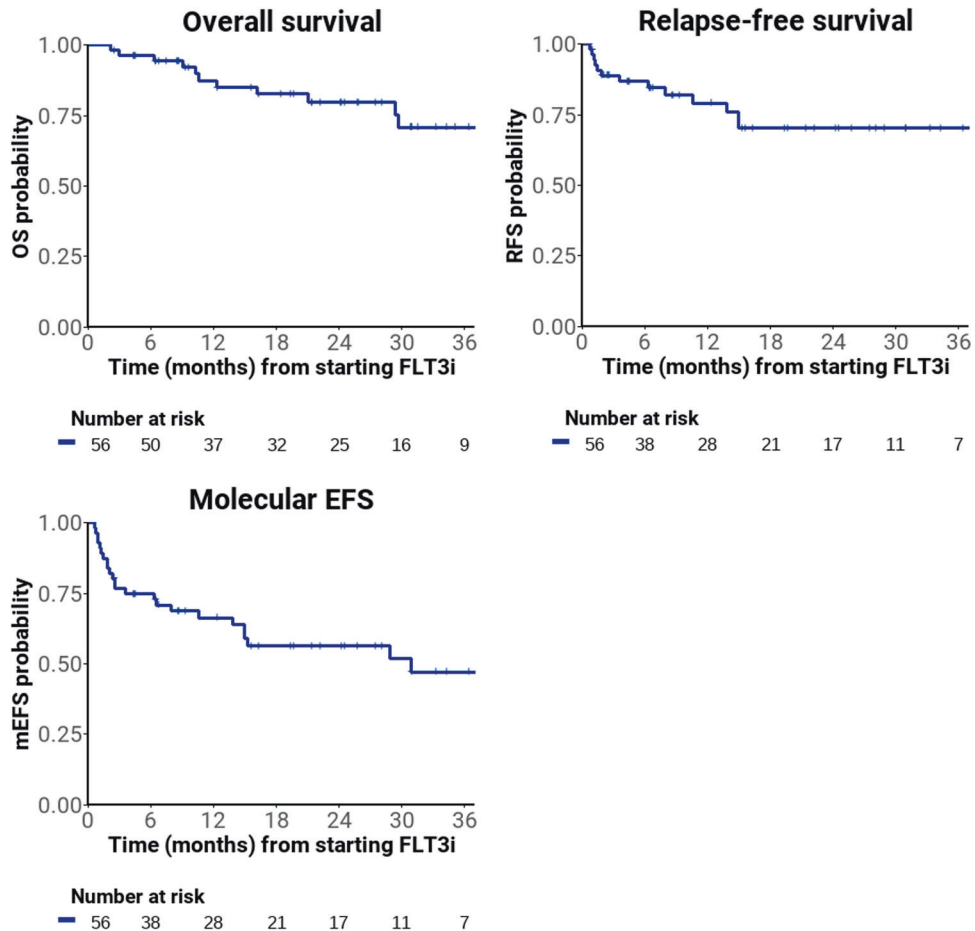 Overall survival
OS probability
1.00
0.75
0.50
0.25
0.00
0 6 12 18 24 30 36
Time (months) from starting FLT3i
Number at risk
56 50 37 32 25 16 9
Relapse-free survival
RFS probability
1.00
0.75
0.50
0.25
0.00
0 6 12 18 24 30 36
Time (months) from starting FLT3i
Number at risk
56 38 28 21 17 11 7
Molecular EFS
mEFS probability
1.00
0.75
0.50
0.25
0.00
0 6 12 18 24 30 36
Time (months) from starting FLT3i
Number at risk
56 38 28 21 17 11 7